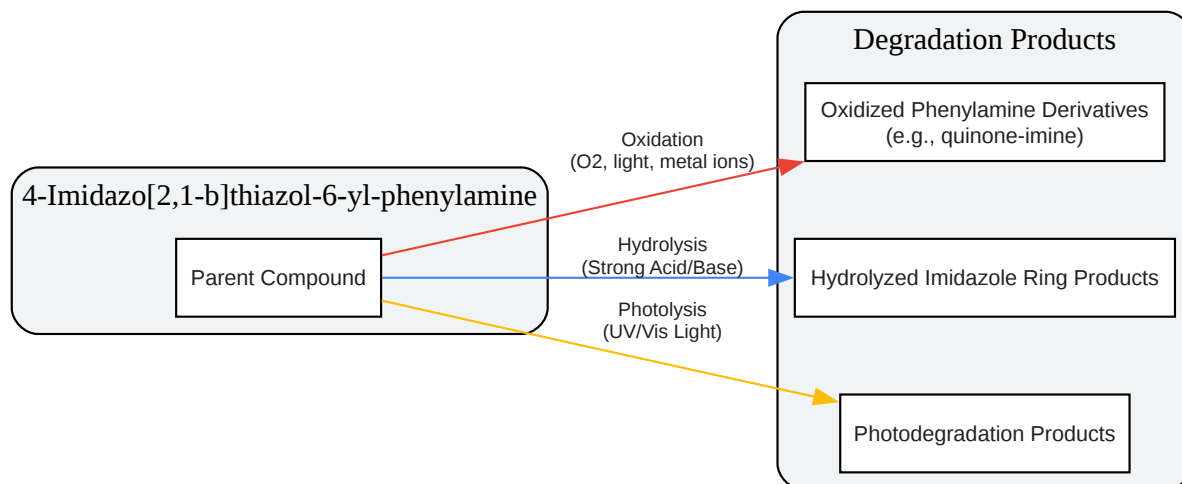 4-Imidazo[2,1-b]thiazol-6-yl-phenylamine
Parent Compound
Oxidation
(O2, light, metal ions)
Hydrolysis
(Strong Acid/Base)
Photolysis
(UV/Vis Light)
Degradation Products
Oxidized Phenylamine Derivatives
(e.g., quinone-imine)
Hydrolyzed Imidazole Ring Products
Photodegradation Products